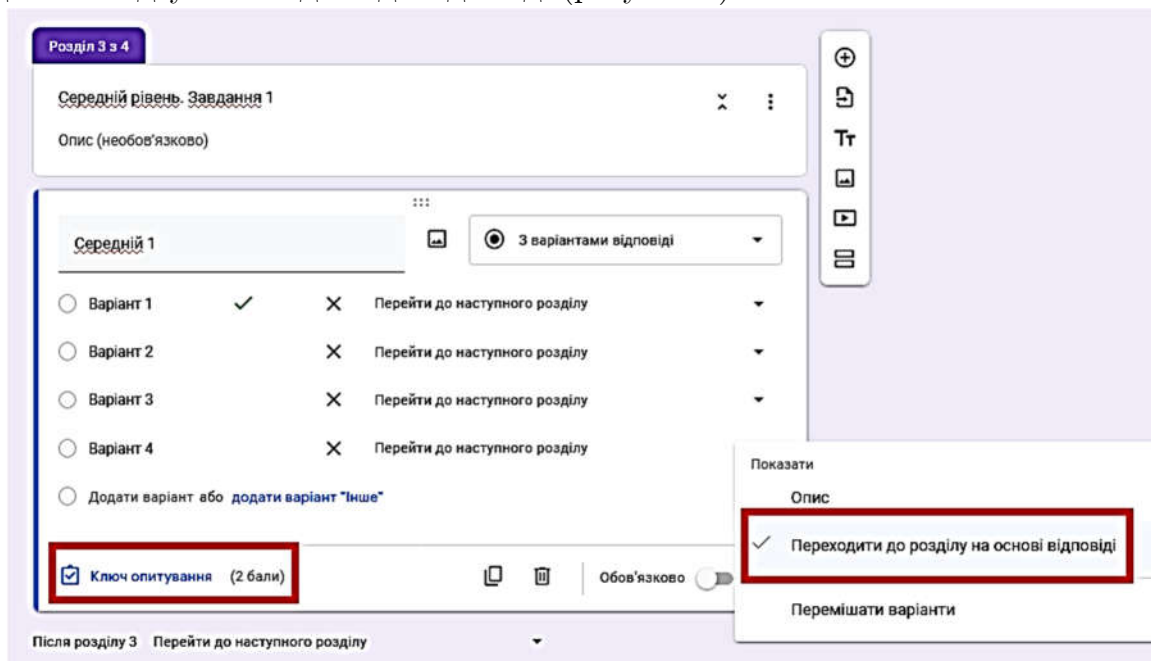 Розділ 3 з 4
Середній рівень. Завдання 1
Опис (необов'язково)
Тт
Середній 1
З варіантами відповіді
Варіант 1 Перейти до наступного розділу
Варіант 2 Перейти до наступного розділу
Варіант 3 Перейти до наступного розділу
Варіант 4 Перейти до наступного розділу
Додати варіант або додати варіант "Інше"
Ключ опитування (2 бали)
Обов'язково
Показати
Опис
Переходити до розділу на основі відповіді
Перемішати варіанти
Після розділу 3 Перейти до наступного розділу